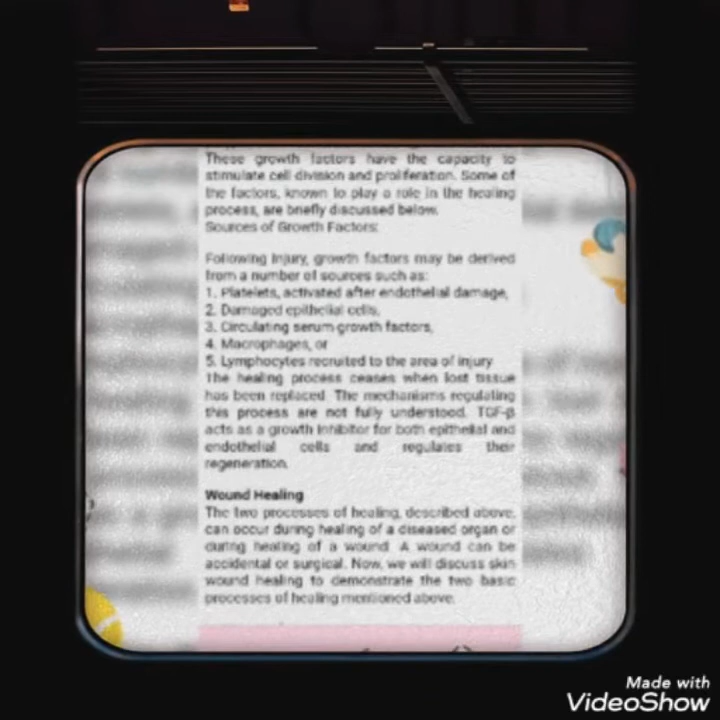 These growth factors have the capacity to
stimulate cell division and proliferation. Some of
the factors, known to play a role in the healing
process, are briefly discussed below.
Sources of Growth Factors:
Following Injury, growth factors may be derived
from a number of sources such as:
1. Platelets, activated after endothelial damage,
2. Damaged epithelial cells,
3. Circulating serum growth factors,
4. Macrophages, or
5. Lymphocytes recruited to the area of injury
The healing process ceases when lost tissue
has been replaced. The mechanisms regulating
this process are not fully understood. TGF-β
acts as a growth inhibitor for both epithelial and
endothelial cells and regulates their
regeneration.
Wound Healing
The two processes of healing, described above,
can occur during healing of a diseased organ or
during healing of a wound. A wound can be
accidental or surgical. Now, we will discuss skin
wound healing to demonstrate the two basic
processes of healing mentioned above.
Made with
VideoShow